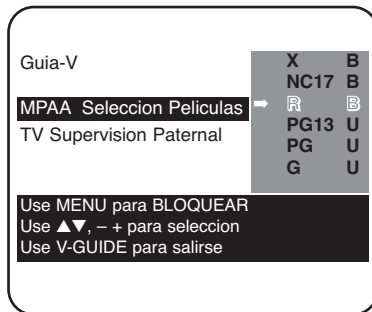 Guia-V
X B
NC17 B
MPAA Seleccion Peliculas ➡ R B
PG13 U
TV Supervision Paternal
PG U
G U
Use MENU para BLOQUEAR
Use ▲▼, – + para seleccion
Use V-GUIDE para salirse